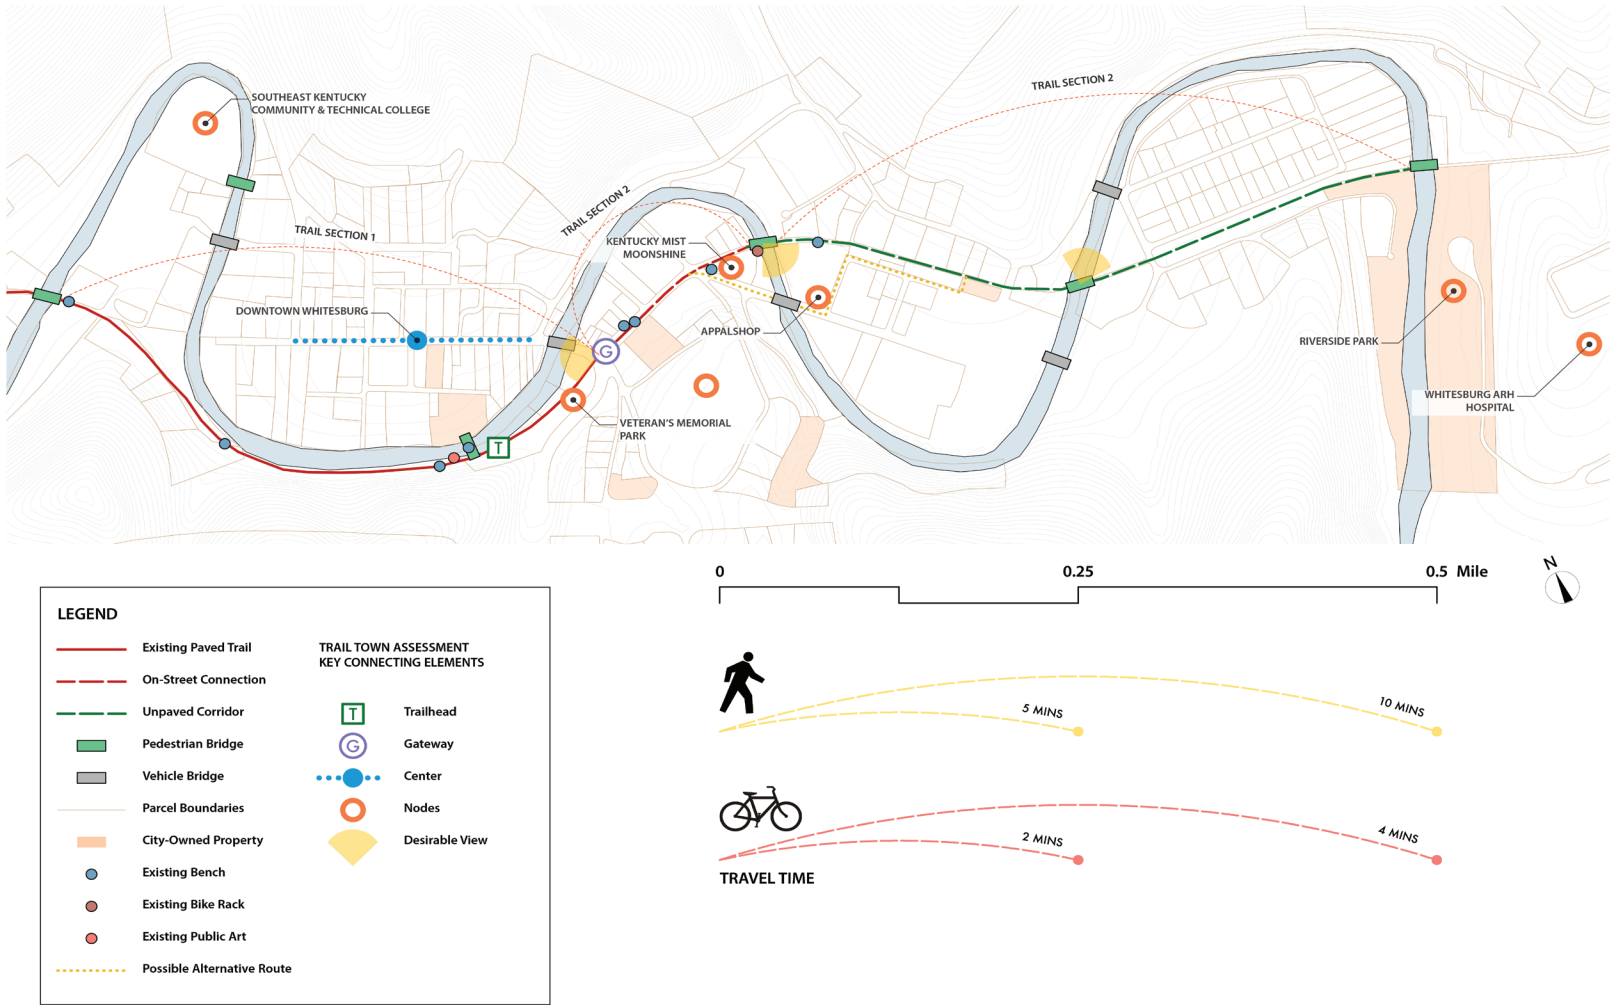 TRAIL SECTION 2
SOUTHEAST KENTUCKY
COMMUNITY & TECHNICAL COLLEGE
TRAIL SECTION 2
TRAIL SECTION 1
KENTUCKY MIST
MOONSHINE
DOWNTOWN WHITESBURG
APPALSHOP
G
RIVERSIDE PARK
WHITESBURG ARH
HOSPITAL
VETERAN'S MEMORIAL
PARK
T
0
0.25
0.5 Mile
N
LEGEND
Existing Paved Trail
On-Street Connection
Unpaved Corridor
Pedestrian Bridge
Vehicle Bridge
Parcel Boundaries
City-Owned Property
Existing Bench
Existing Bike Rack
Existing Public Art
Possible Alternative Route
TRAIL TOWN ASSESSMENT
KEY CONNECTING ELEMENTS
T Trailhead
G Gateway
Center
Nodes
Desirable View
5 MINS
10 MINS
2 MINS
4 MINS
TRAVEL TIME